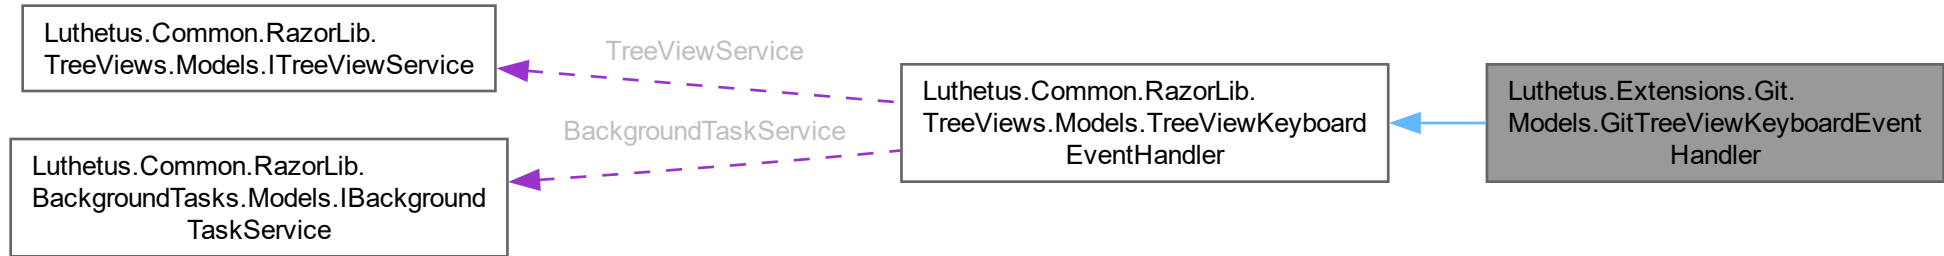 Luthetus.Common.RazorLib.
TreeViews.Models.ITreeViewService
TreeViewService
BackgroundTaskService
Luthetus.Common.RazorLib.
BackgroundTasks.Models.IBackground
TaskService
Luthetus.Common.RazorLib.
TreeViews.Models.TreeViewKeyboard
EventHandler
Luthetus.Extensions.Git.
Models.GitTreeViewKeyboardEvent
Handler